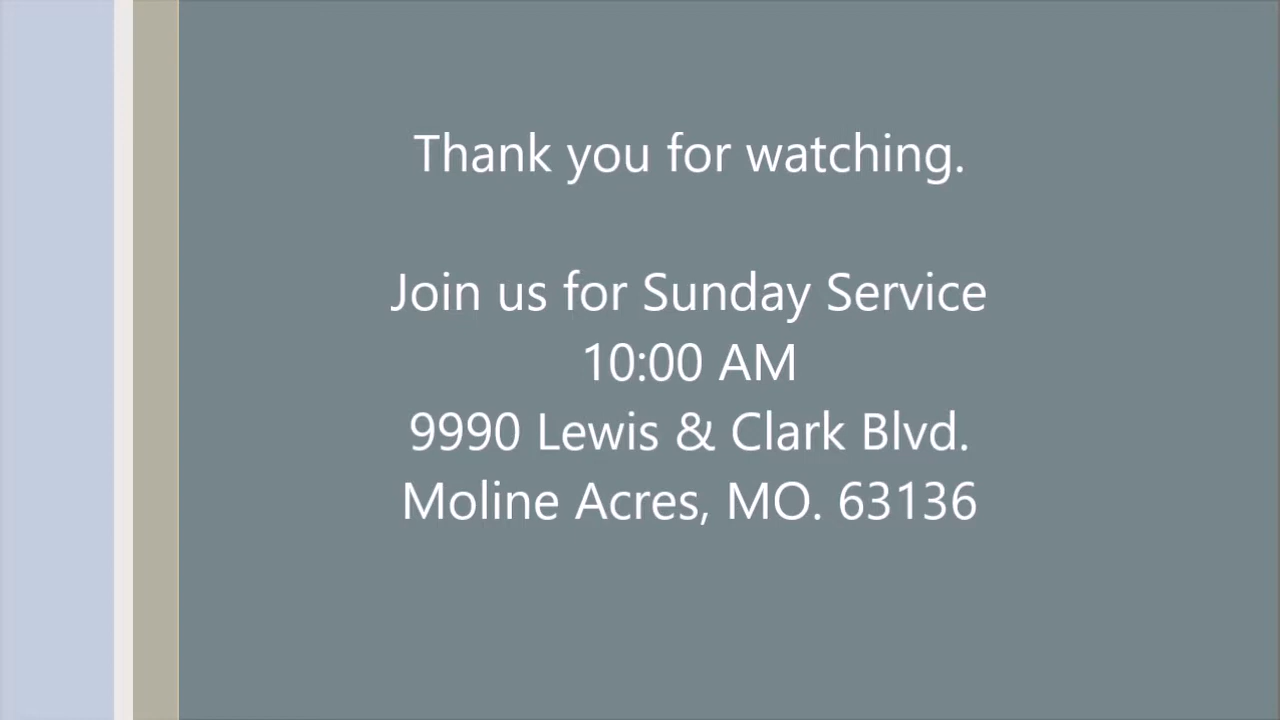 Thank you for watching.
Join us for Sunday Service
10:00 AM
9990 Lewis & Clark Blvd.
Moline Acres, MO. 63136